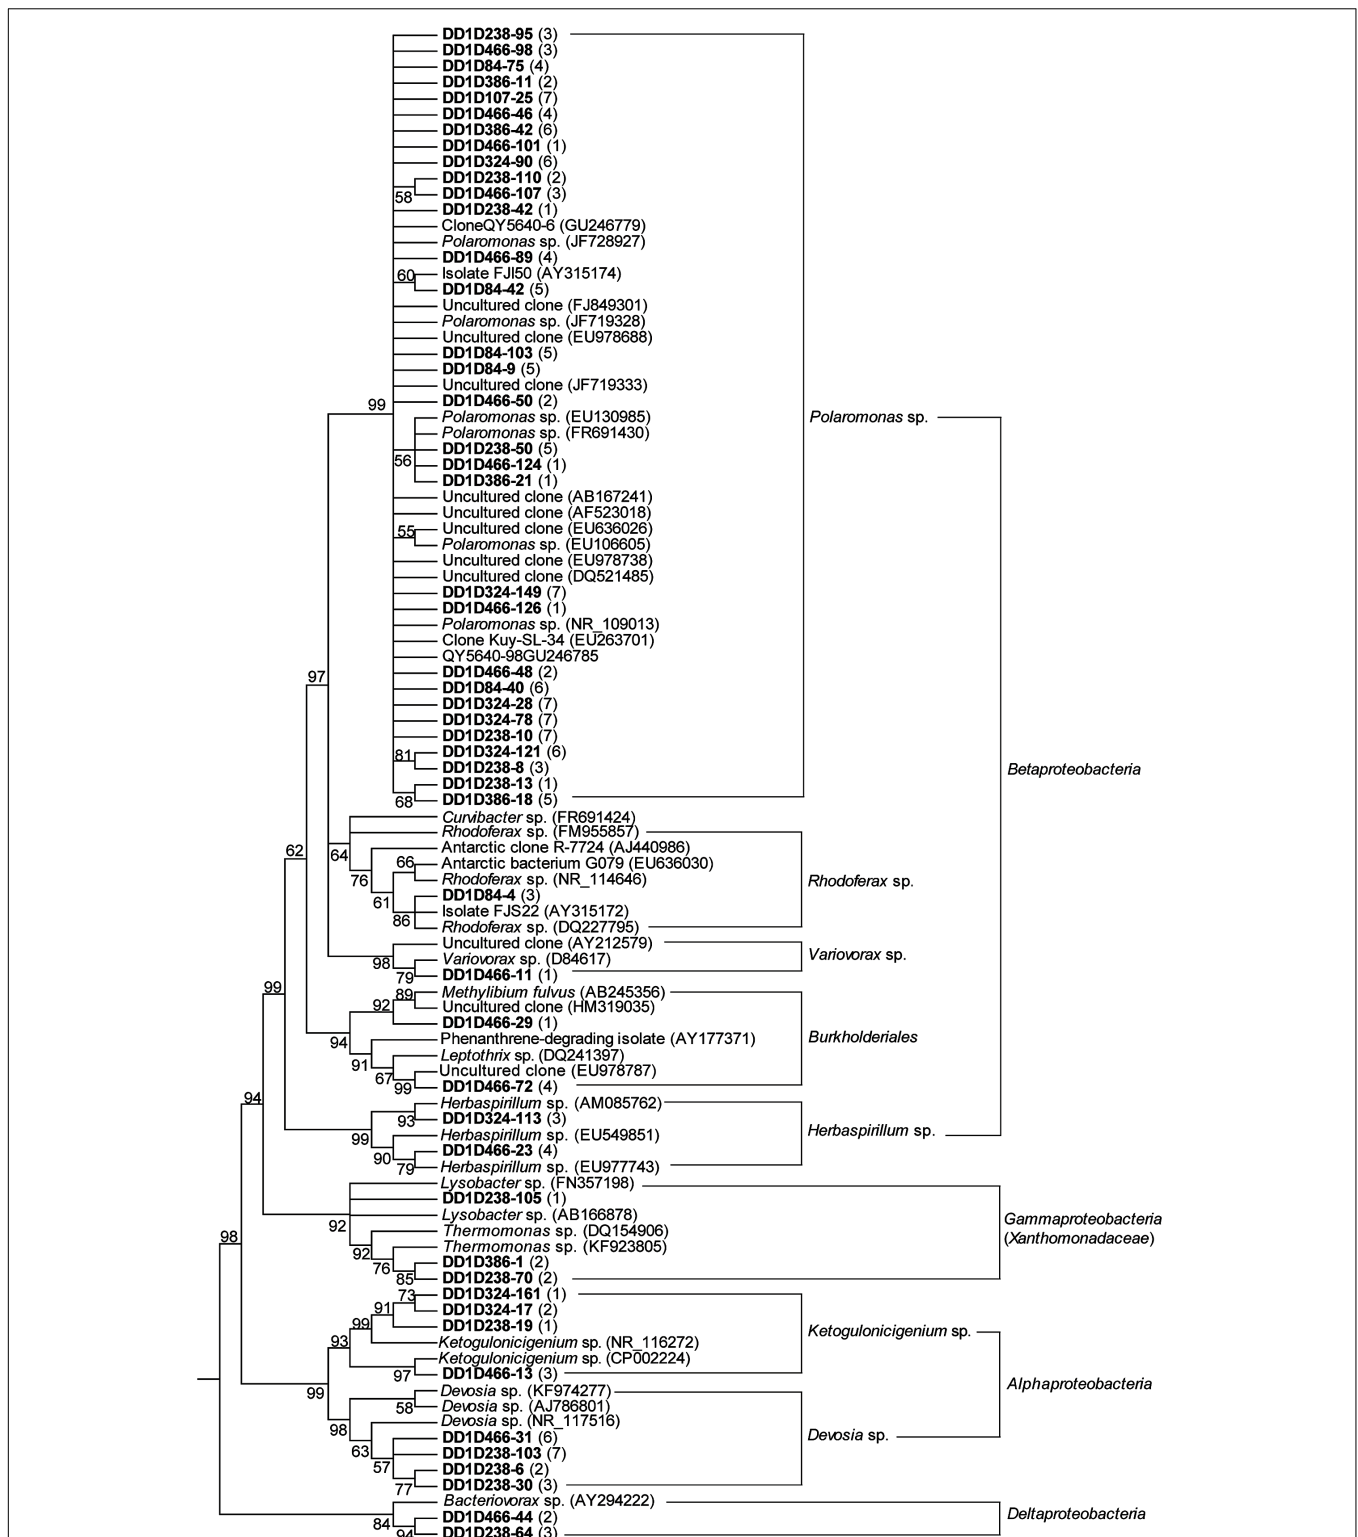 DD1D238-95 (3)
DD1D466-98 (3)
DD1D84-75 (4)
DD1D386-11 (2)
DD1D107-25 (7)
DD1D466-46 (4)
DD1D386-42 (6)
DD1D466-101 (1)
DD1D324-90 (6)
DD1D238-110 (2)
58
DD1D466-107 (3)
DD1D238-42 (1)
CloneQY5640-6 (GU246779)
Polaromonas sp. (JF728927)
DD1D466-89 (4)
60
Isolate FJI50 (AY315174)
DD1D84-42 (5)
Uncultured clone (FJ849301)
Polaromonas sp. (JF719328)
Uncultured clone (EU978688)
DD1D84-103 (5)
DD1D84-9 (5)
Uncultured clone (JF719333)
DD1D466-50 (2)
99
Polaromonas sp. (EU130985)
Polaromonas sp.
Polaromonas sp. (FR691430)
DD1D238-50 (5)
56
DD1D466-124 (1)
DD1D386-21 (1)
Uncultured clone (AB167241)
Uncultured clone (AF523018)
55
Uncultured clone (EU636026)
Polaromonas sp. (EU106605)
Uncultured clone (EU978738)
Uncultured clone (DQ521485)
DD1D324-149 (7)
DD1D466-126 (1)
Polaromonas sp. (NR_109013)
Clone Kuy-SL-34 (EU263701)
QY5640-98GU246785
97
DD1D466-48 (2)
DD1D84-40 (6)
DD1D324-28 (7)
DD1D324-78 (7)
DD1D238-10 (7)
81
DD1D324-121 (6)
DD1D238-8 (3)
Betaproteobacteria
DD1D238-13 (1)
68
DD1D386-18 (5)
Curvibacter sp. (FR691424)
Rhodoferax sp. (FM955857)
62
64
Antarctic clone R-7724 (AJ440986)
66
Antarctic bacterium G079 (EU636030)
76
Rhodoferax sp. (NR_114646)
Rhodoferax sp.
61
DD1D84-4 (3)
86
Isolate FJS22 (AY315172)
Rhodoferax sp. (DQ227795)
Uncultured clone (AY212579)
98
Variovorax sp. (D84617)
Variovorax sp.
79
DD1D466-11 (1)
99
89
Methylibium fulvus (AB245356)
92
Uncultured clone (HM319035)
DD1D466-29 (1)
94
Phenanthrene-degrading isolate (AY177371)
Burkholderiales
91
Leptothrix sp. (DQ241397)
67
Uncultured clone (EU978787)
99
DD1D466-72 (4)
94
Herbaspirillum sp. (AM085762)
93
DD1D324-113 (3)
99
Herbaspirillum sp. (EU549851)
Herbaspirillum sp.
90
DD1D466-23 (4)
79
Herbaspirillum sp. (EU977743)
Lysobacter sp. (FN357198)
DD1D238-105 (1)
92
Lysobacter sp. (AB166878)
Gammaproteobacteria
98
Thermomonas sp. (DQ154906)
(Xanthomonadaceae)
92
Thermomonas sp. (KF923805)
76
DD1D386-1 (2)
85
DD1D238-70 (2)
73
DD1D324-161 (1)
91
DD1D324-17 (2)
99
DD1D238-19 (1)
Ketogulonicigenium sp.
93
Ketogulonicigenium sp. (NR_116272)
Ketogulonicigenium sp. (CP002224)
97
DD1D466-13 (3)
99
Devosia sp. (KF974277)
Alphaproteobacteria
58
Devosia sp. (AJ786801)
98
Devosia sp. (NR_117516)
DD1D466-31 (6)
Devosia sp.
63
DD1D238-103 (7)
57
DD1D238-6 (2)
77
DD1D238-30 (3)
Bacteriovorax sp. (AY294222)
84
DD1D466-44 (2)
Deltaproteobacteria
94
DD1D238-64 (3)